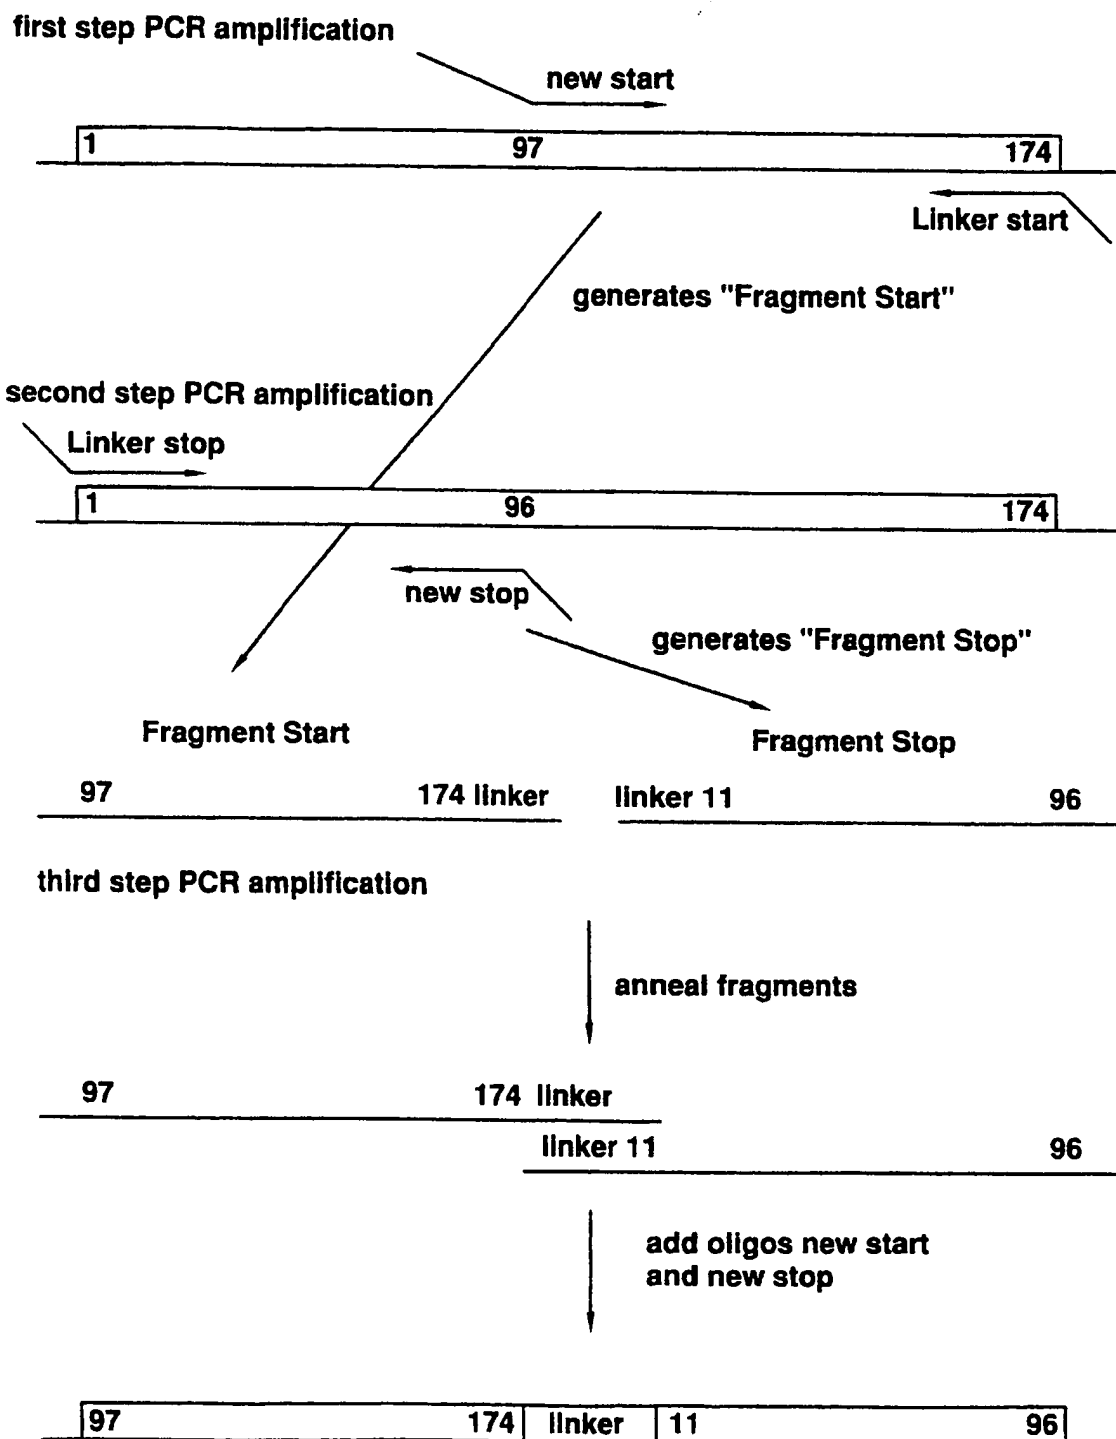 first step PCR amplification
new start
1 97 174
Linker start
generates "Fragment Start"
second step PCR amplification
Linker stop
1 96 174
new stop
generates "Fragment Stop"
Fragment Start
Fragment Stop
97 174 linker linker 11 96
third step PCR amplification
anneal fragments
97 174 linker
linker 11 96
add oligos new start
and new stop
97 174 linker 11 96